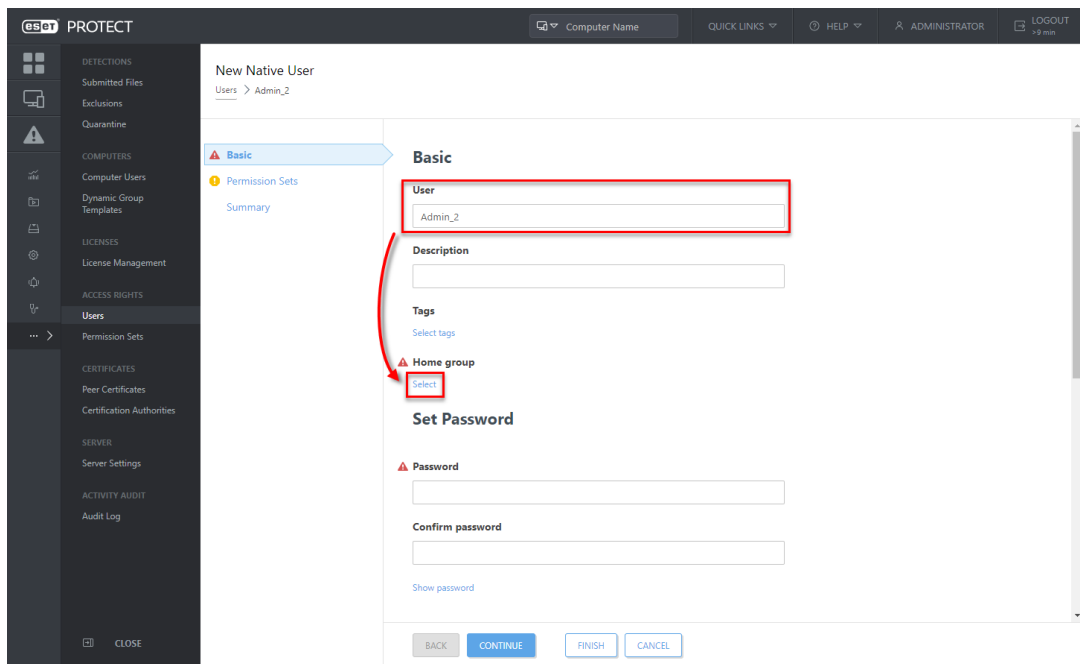 eset PROTECT
Computer Name
QUICK LINKS
HELP
ADMINISTRATOR
LOGOUT
>9 min
DETECTIONS
Submitted Files
Exclusions
Quarantine
COMPUTERS
Computer Users
Dynamic Group
Templates
LICENSES
License Management
ACCESS RIGHTS
Users
Permission Sets
CERTIFICATES
Peer Certificates
Certification Authorities
SERVER
Server Settings
ACTIVITY AUDIT
Audit Log
CLOSE
New Native User
Users > Admin_2
Basic
Permission Sets
Summary
Basic
User
Admin_2
Description
Tags
Select tags
Home group
Select
Set Password
Password
Confirm password
Show password
BACK
CONTINUE
FINISH
CANCEL